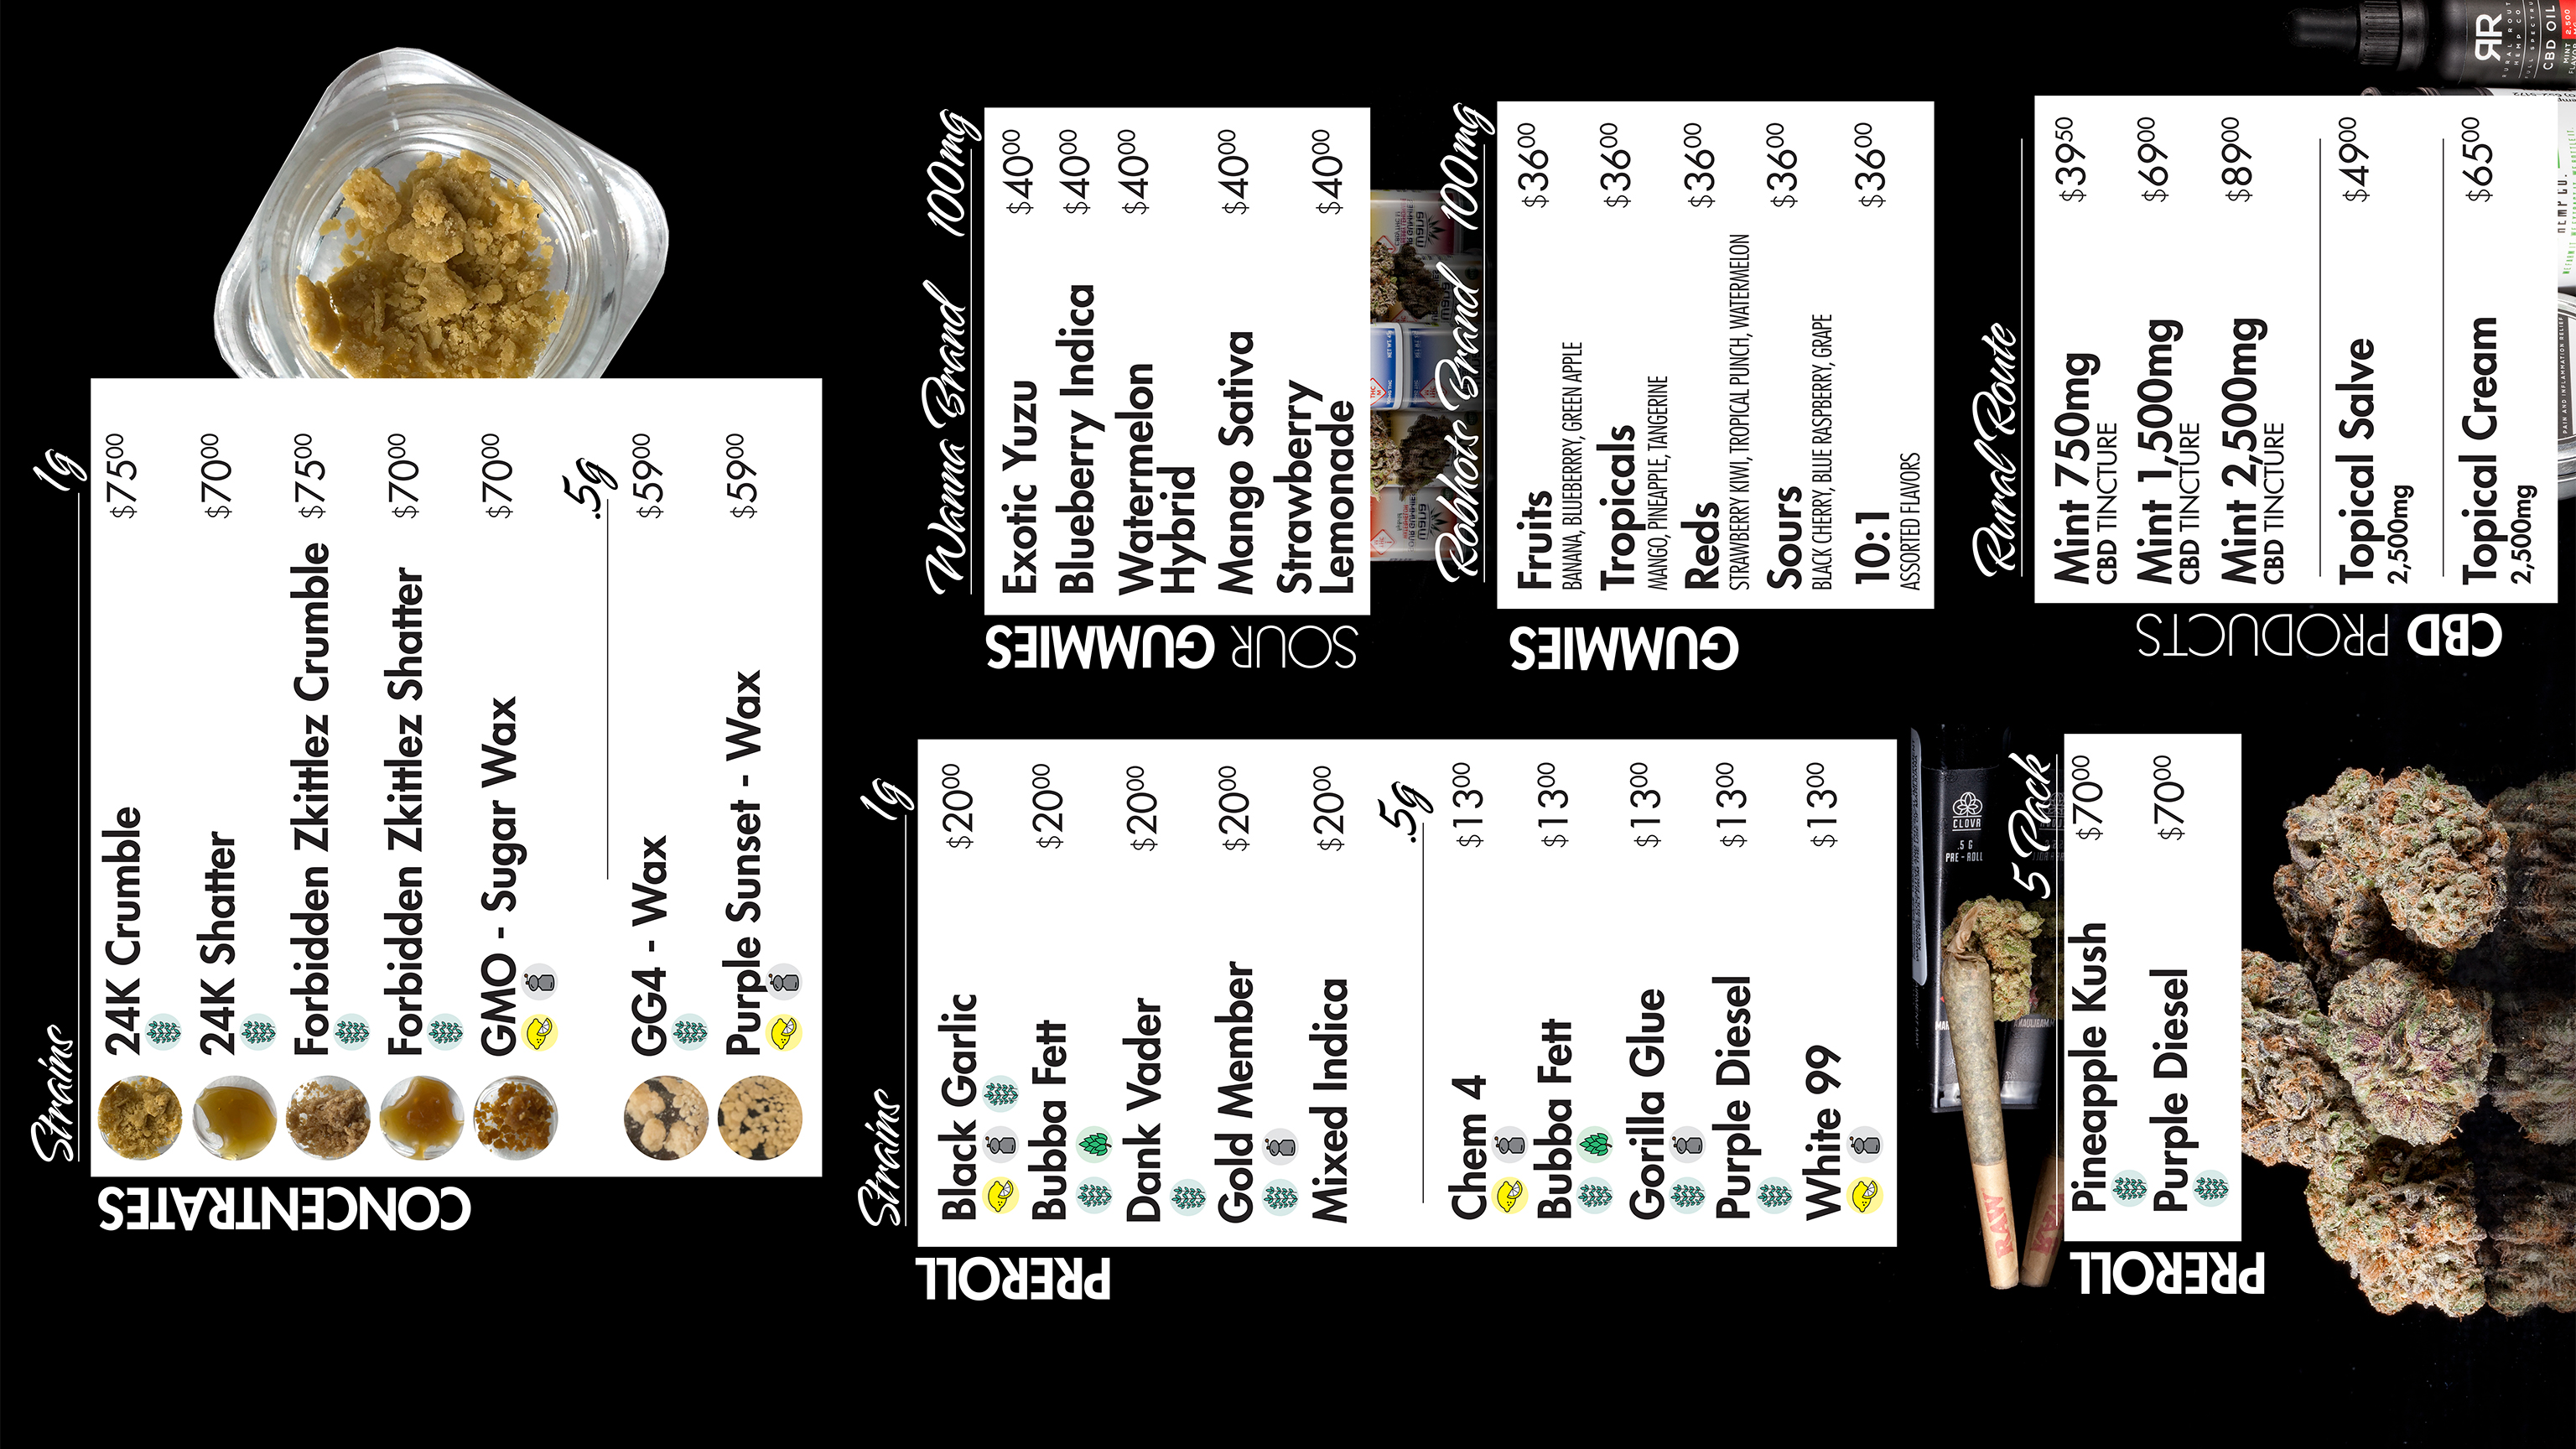 CONCENTRATES
Strains 1g
24K Crumble $75.00
24K Shatter $70.00
Forbidden Zkittlez Crumble $75.00
Forbidden Zkittlez Shatter $70.00
GMO - Sugar Wax $70.00
.5g
GG4 - Wax $59.00
Purple Sunset - Wax $59.00
PREROLL
Strains 1g
Black Garlic $20.00
Bubba Fett $20.00
Dank Vader $20.00
Gold Member $20.00
Mixed Indica $20.00
.5g
Chem 4 $13.00
Bubba Fett $13.00
Gorilla Glue $13.00
Purple Diesel $13.00
White 99 $13.00
SOUR GUMMIES
Wanna Brand 100mg
Exotic Yuzu $40.00
Blueberry Indica $40.00
Watermelon
Hybrid $40.00
Mango Sativa $40.00
Strawberry
Lemonade $40.00
GUMMIES
Robhots Brand 100mg
Fruits $36.00
BANANA, BLUEBERRRY, GREEN APPLE
Tropicals $36.00
MANGO, PINEAPPLE, TANGERINE
Reds $36.00
STRAWBERRY KIWI, TROPICAL PUNCH, WATERMELON
Sours $36.00
BLACK CHERRY, BLUE RASPBERRY, GRAPE
10:1 $36.00
ASSORTED FLAVORS
PREROLL
5 Pack
Pineapple Kush $70.00
Purple Diesel $70.00
CLOVR
.5 G
PRE-ROLL
RAW
CBD PRODUCTS
Rural Route
Mint 750mg $39.50
CBD TINCTURE
Mint 1,500mg $69.00
CBD TINCTURE
Mint 2,500mg $89.00
CBD TINCTURE
Topical Salve $49.00
2,500mg
Topical Cream $65.00
2,500mg
RR
CBD OIL